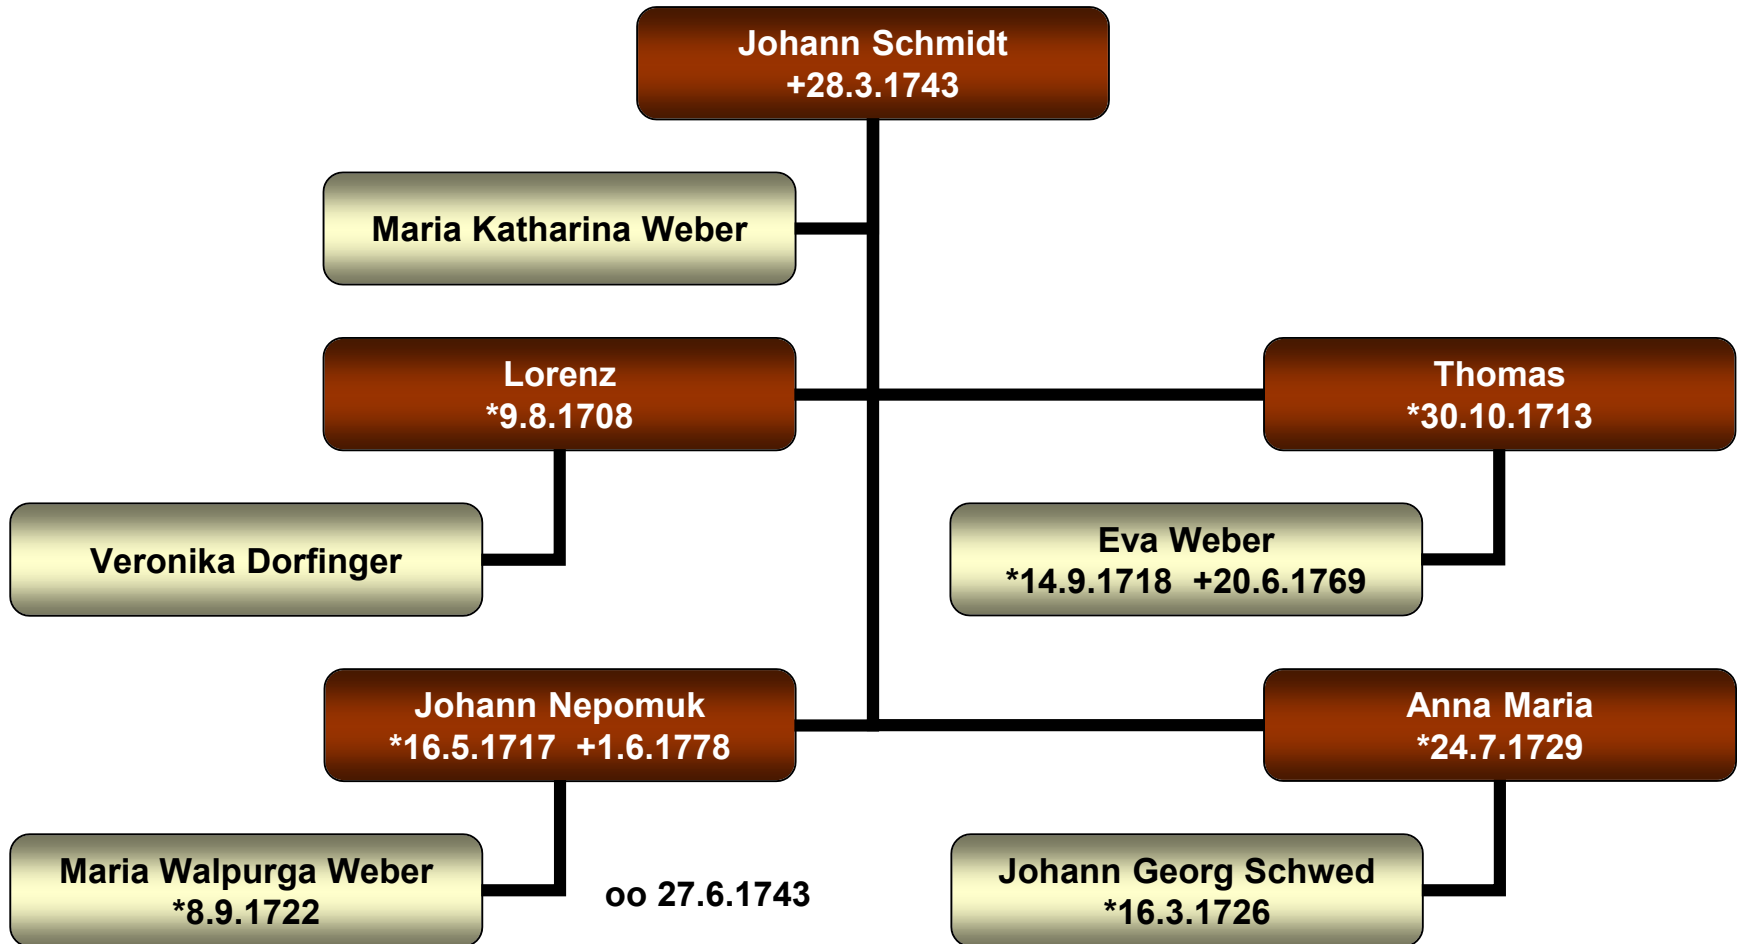 Johann Schmidt
+28.3.1743
Maria Katharina Weber
Lorenz
*9.8.1708
Thomas
*30.10.1713
Veronika Dorfinger
Eva Weber
*14.9.1718 +20.6.1769
Johann Nepomuk
*16.5.1717 +1.6.1778
Anna Maria
*24.7.1729
Maria Walpurga Weber
*8.9.1722
oo 27.6.1743
Johann Georg Schwed
*16.3.1726